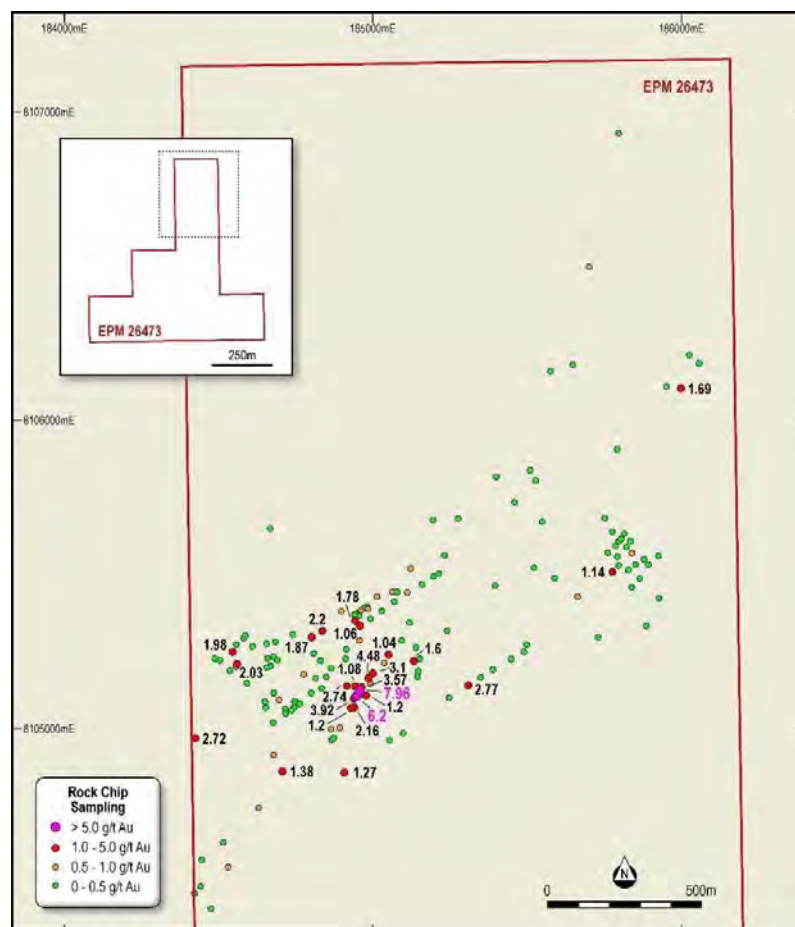 184000mE
185000mE
186000mE
EPM 26473
8107000mE
EPM 26473
250m
1.69
8106000mE
1.14
1.78
2.2
1.06
1.04
1.98
1.87
4.48
1.6
2.03
1.08
3.1
3.57
2.77
2.74
7.96
3.92
1.2
6.2
1.2
2.16
8105000mE
2.72
1.38
1.27
Rock Chip
Sampling
> 5.0 g/t Au
1.0 - 5.0 g/t Au
0.5 - 1.0 g/t Au
0 - 0.5 g/t Au
N
0
500m